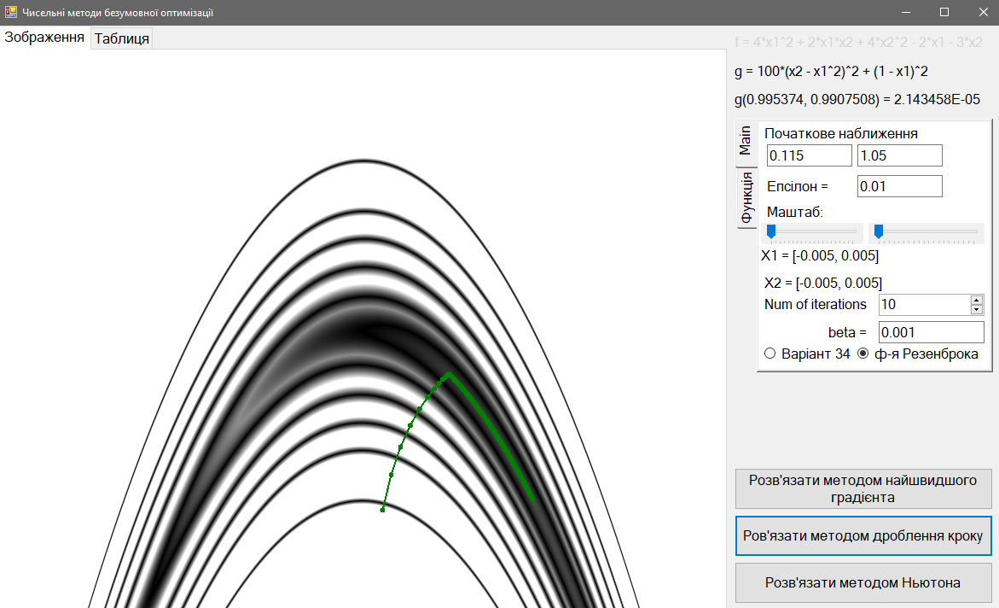 Чисельні методи безумовної оптимізації
Зображення
Таблиця
f = 4*x1^2 + 2*x1*x2 + 4*x2^2 - 2*x1 - 3*x2
g = 100*(x2 - x1^2)^2 + (1 - x1)^2
g(0.995374, 0.9907508) = 2.143458E-05
Main
Функція
Початкове наближення
0.115
1.05
Епсілон =
0.01
Маштаб:
X1 = [-0.005, 0.005]
X2 = [-0.005, 0.005]
Num of iterations
10
beta =
0.001
Варіант 34
ф-я Резенброка
Розв'язати методом найшвидшого
градієнта
Ров'язати методом дроблення кроку
Розв'язати методом Ньютона